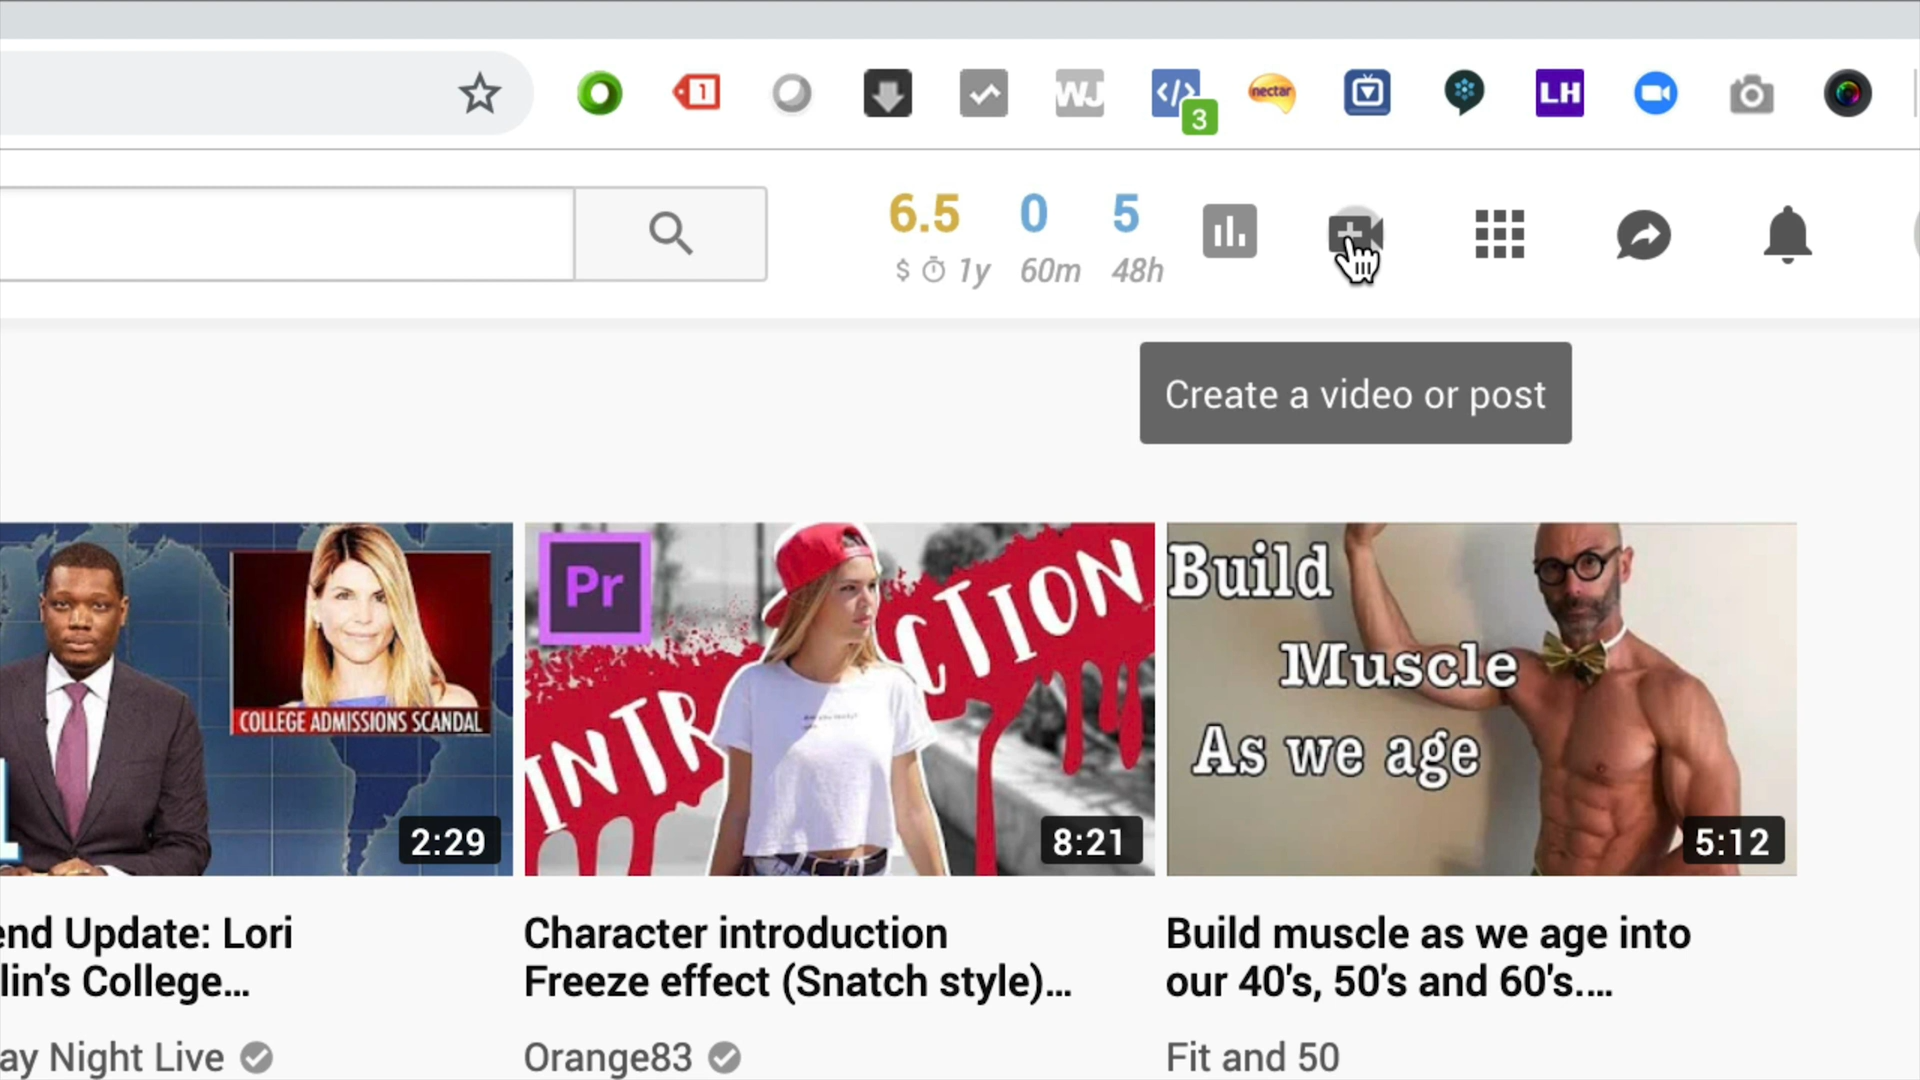 1
WJ
</>
3
nectar
LH
6.5 0 5
$ 1y 60m 48h
Create a video or post
COLLEGE ADMISSIONS SCANDAL
2:29
Pr
INTR CTION
8:21
Build
Muscle
As we age
5:12
end Update: Lori
lin's College...
ay Night Live
Character introduction
Freeze effect (Snatch style)...
Orange83
Build muscle as we age into
our 40's, 50's and 60's....
Fit and 50